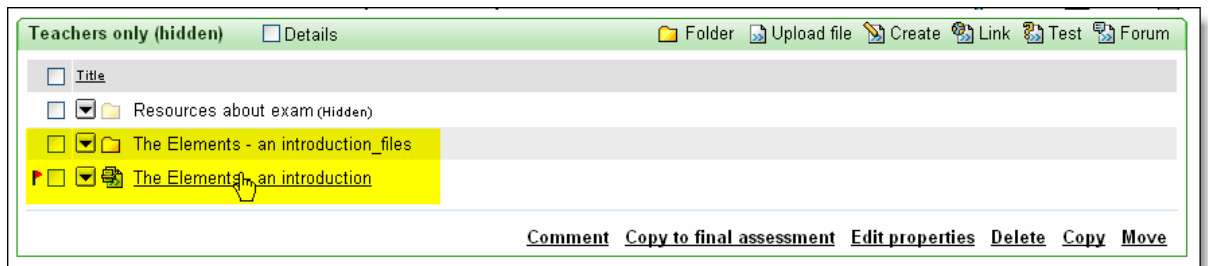 Teachers only (hidden) Details Folder Upload file Create Link Test Forum
Title
Resources about exam (Hidden)
The Elements - an introduction_files
The Elements - an introduction
Comment Copy to final assessment Edit properties Delete Copy Move